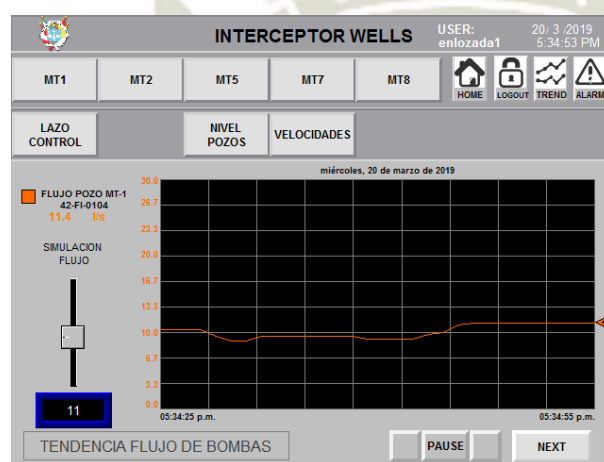 INTERCEPTOR WELLS
USER:
enlozada1
20/ 3 /2019
5:34:53 PM
MT1
MT2
MT5
MT7
MT8
HOME
LOGOUT
TREND
ALARM
LAZO
CONTROL
NIVEL
POZOS
VELOCIDADES
miércoles, 20 de marzo de 2019
FLUJO POZO MT-1
42-FI-0104
11.4 l/s
SIMULACION
FLUJO
11
30.0
26.7
23.3
20.0
16.7
13.3
10.0
6.7
3.3
0.0
05:34:25 p.m.
05:34:55 p.m.
TENDENCIA FLUJO DE BOMBAS
PAUSE
NEXT